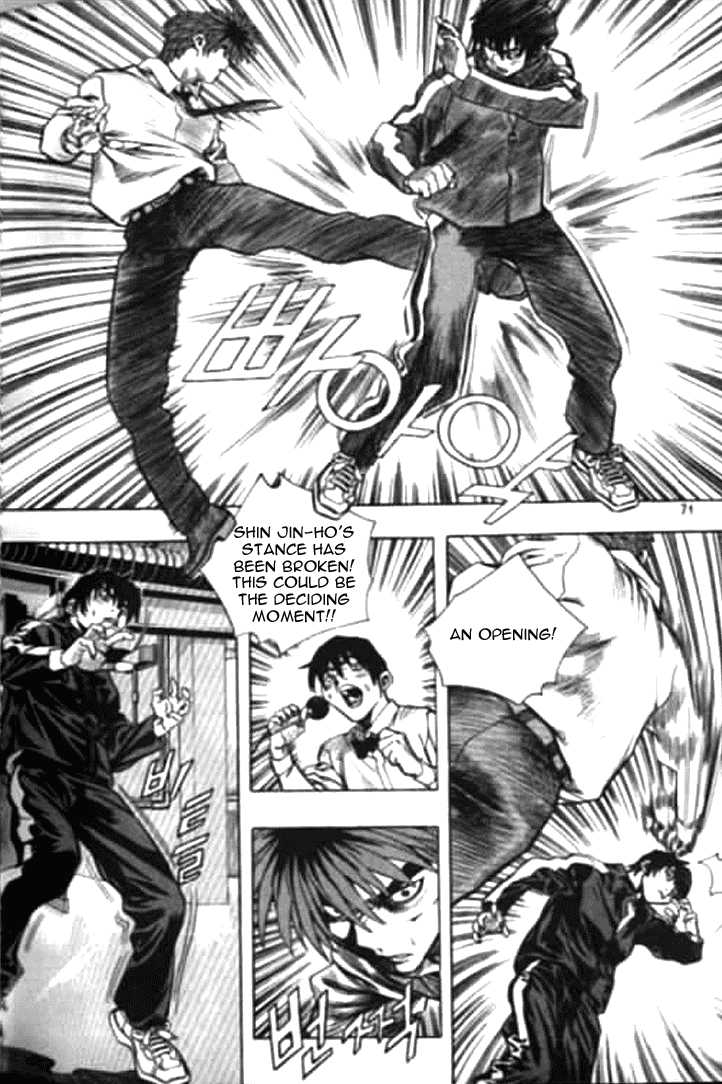 빠아아
71
SHIN JIN-HO'S
STANCE HAS
BEEN BROKEN!
THIS COULD BE
THE DECIDING
MOMENT!!
AN OPENING!
비틀
번쩍